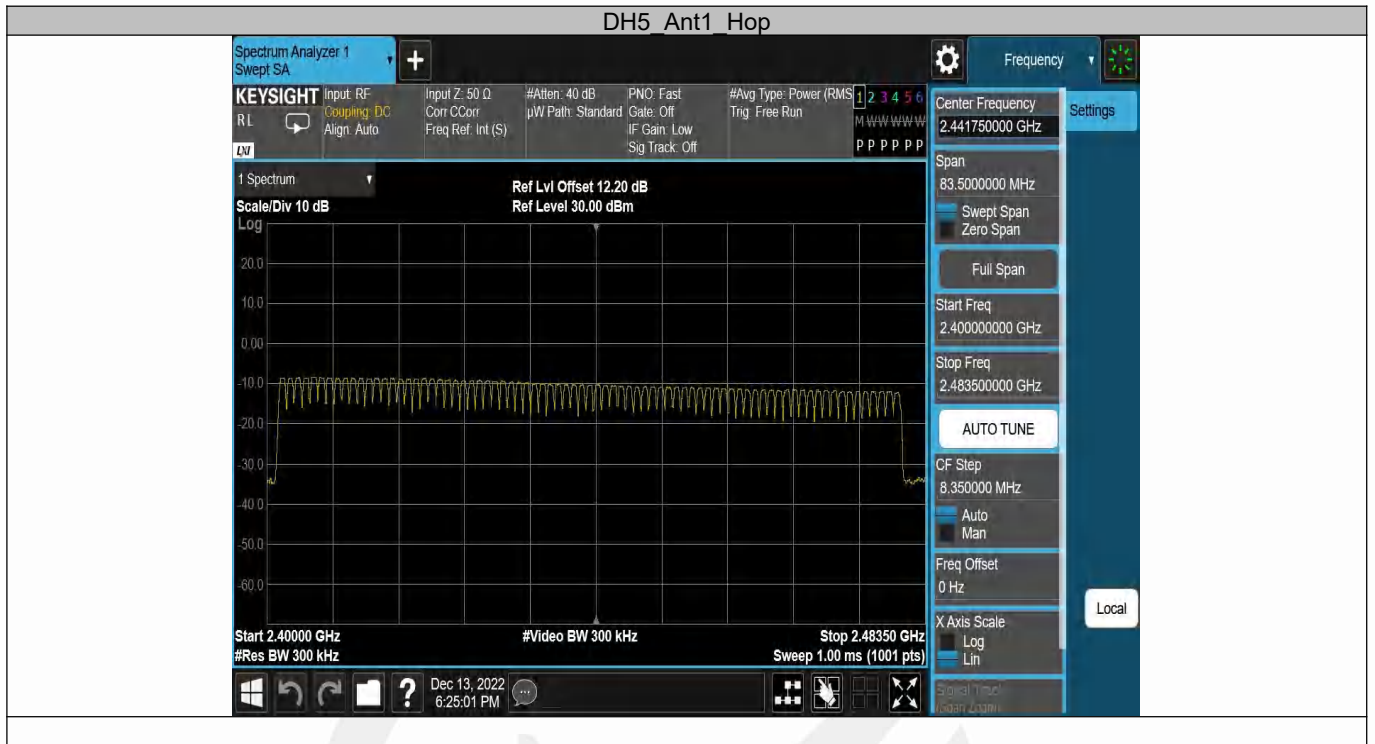 DH5_Ant1_Hop
Spectrum Analyzer 1
Swept SA
+
Frequency
KEYSIGHT
RL
LXI
Input: RF
Coupling: DC
Align: Auto
Input Z: 50 Ω
Corr CCorr
Freq Ref: Int (S)
#Atten: 40 dB
µW Path: Standard
PNO: Fast
Gate: Off
IF Gain: Low
Sig Track: Off
#Avg Type: Power (RMS
Trig: Free Run
1 2 3 4 5 6
M W W W W W
P P P P P P
1 Spectrum
Scale/Div 10 dB
Ref Lvl Offset 12.20 dB
Ref Level 30.00 dBm
Log
20.0
10.0
0.00
-10.0
-20.0
-30.0
-40.0
-50.0
-60.0
Start 2.40000 GHz
#Res BW 300 kHz
#Video BW 300 kHz
Stop 2.48350 GHz
Sweep 1.00 ms (1001 pts)
Center Frequency
2.441750000 GHz
Settings
Span
83.5000000 MHz
Swept Span
Zero Span
Full Span
Start Freq
2.400000000 GHz
Stop Freq
2.483500000 GHz
AUTO TUNE
CF Step
8.350000 MHz
Auto
Man
Freq Offset
0 Hz
X Axis Scale
Log
Lin
Local
Signal Track
(Span Zoom)
?
Dec 13, 2022
6:25:01 PM